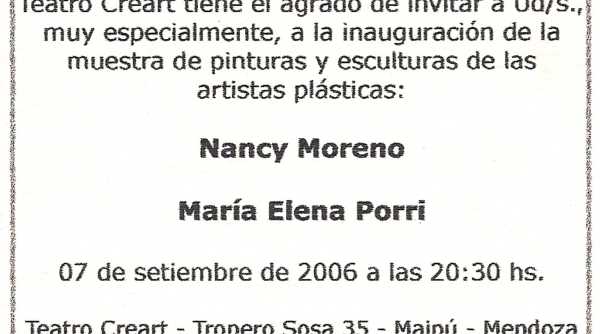 Teatro Creart tiene el agrado de invitar a Ud/s.,
muy especialmente, a la inauguración de la
muestra de pinturas y esculturas de las
artistas plásticas:
Nancy Moreno
María Elena Porri
07 de setiembre de 2006 a las 20:30 hs.
Teatro Creart - Tropero Sosa 35 - Maipú - Mendoza